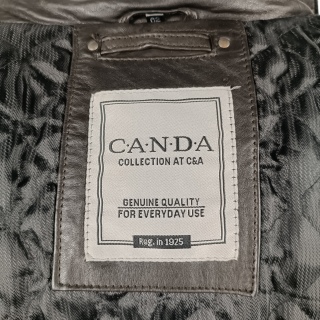 C·A·N·D·A
COLLECTION AT C&A
GENUINE QUALITY
FOR EVERYDAY USE
Reg. in 1925